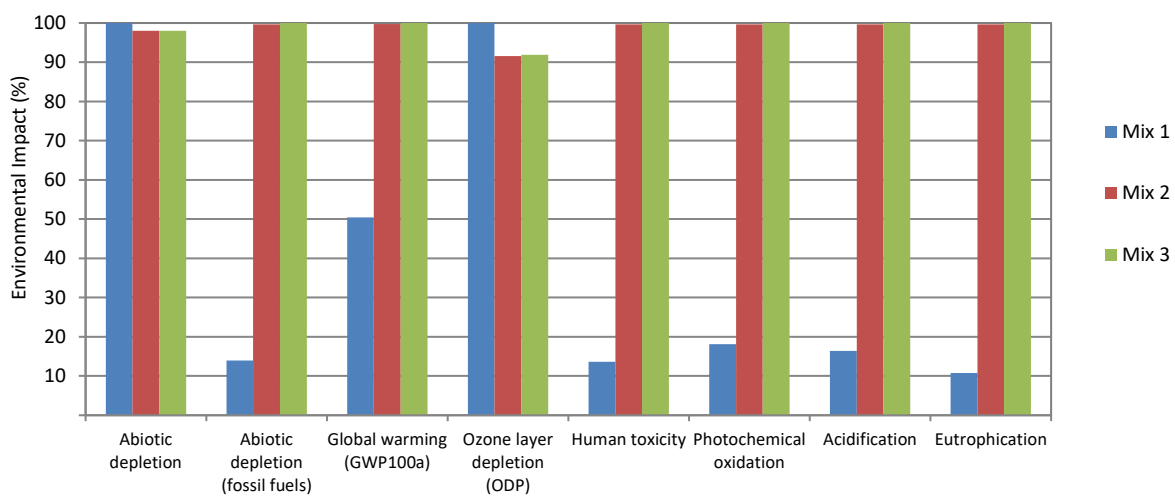 Environmental Impact (%)
100
90
80
70
60
50
40
30
20
10
Abiotic
depletion
Abiotic
depletion
(fossil fuels)
Global warming
(GWP100a)
Ozone layer
depletion
(ODP)
Human toxicity
Photochemical
oxidation
Acidification
Eutrophication
Mix 1
Mix 2
Mix 3